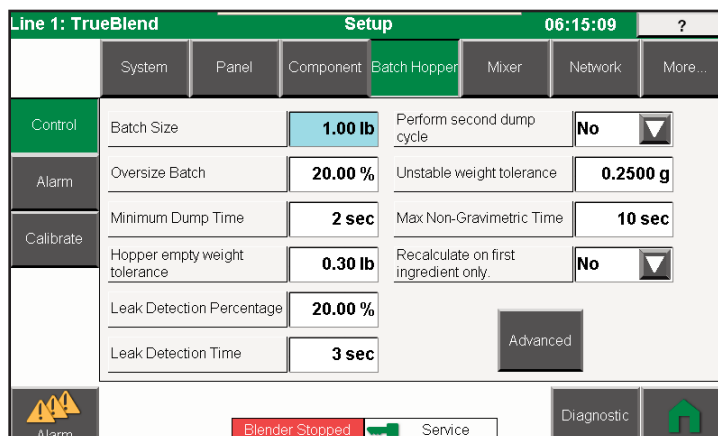 Line 1: TrueBlend Setup 06:15:09 ?
System Panel Component Batch Hopper Mixer Network More...
Control
Alarm
Calibrate
Batch Size 1.00 lb
Oversize Batch 20.00 %
Minimum Dump Time 2 sec
Hopper empty weight
tolerance 0.30 lb
Leak Detection Percentage 20.00 %
Leak Detection Time 3 sec
Perform second dump
cycle No
Unstable weight tolerance 0.2500 g
Max Non-Gravimetric Time 10 sec
Recalculate on first
ingredient only. No
Advanced
Alarm
Blender Stopped Service
Diagnostic